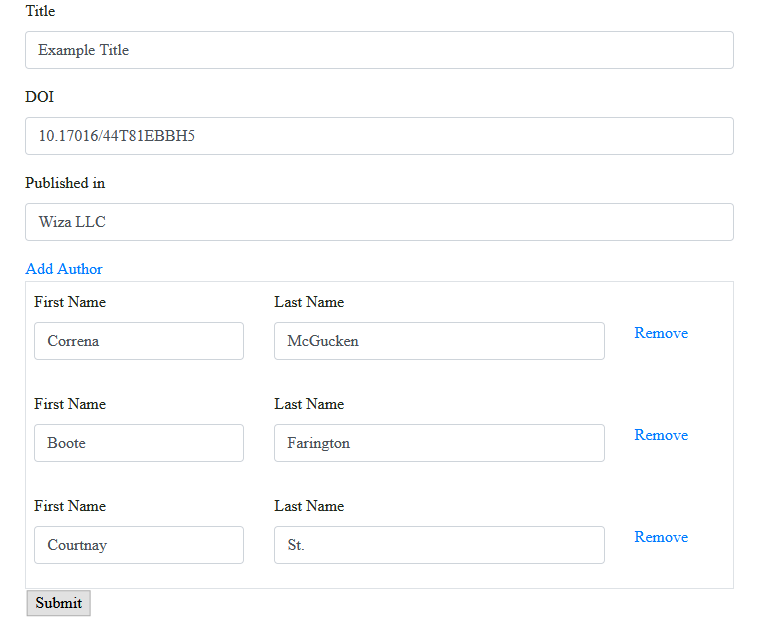 Title
Example Title
DOI
10.17016/44T81EBBH5
Published in
Wiza LLC
Add Author
First Name Last Name
Correna McGucken Remove
First Name Last Name
Boote Farington Remove
First Name Last Name
Courtnay St. Remove
Submit